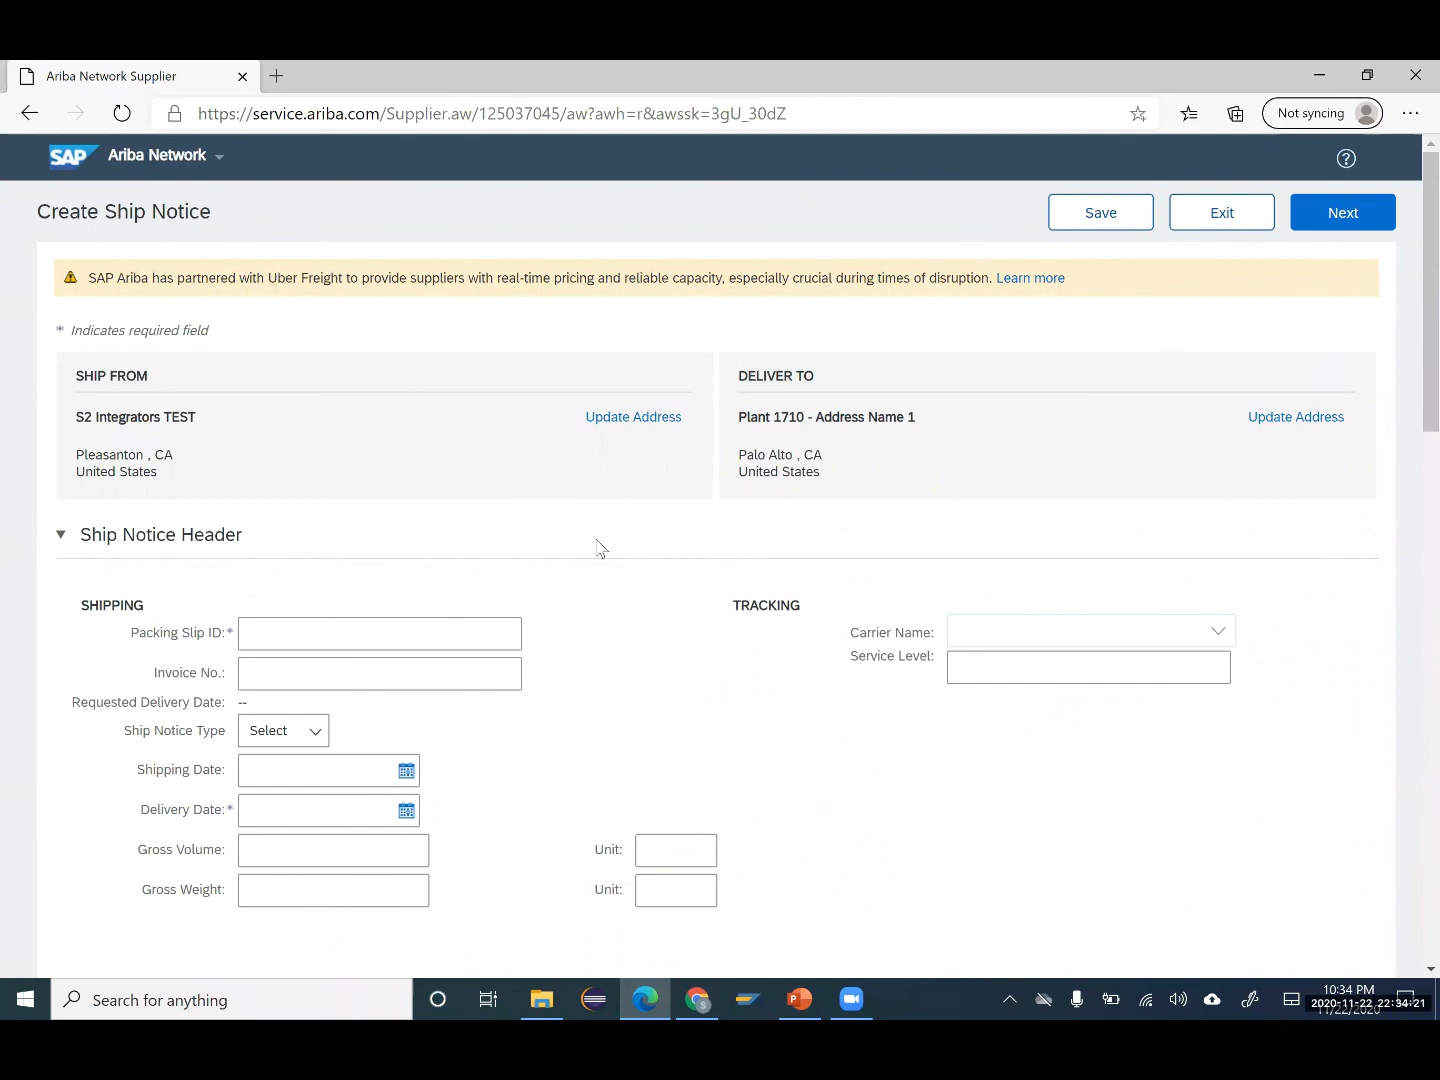 Ariba Network Supplier
https://service.ariba.com/Supplier.aw/125037045/aw?awh=r&awssk=3gU_30dZ
Not syncing
SAP Ariba Network
Create Ship Notice
Save
Exit
Next
SAP Ariba has partnered with Uber Freight to provide suppliers with real-time pricing and reliable capacity, especially crucial during times of disruption. Learn more
* Indicates required field
SHIP FROM
S2 Integrators TEST
Update Address
Pleasanton , CA
United States
DELIVER TO
Plant 1710 - Address Name 1
Update Address
Palo Alto , CA
United States
Ship Notice Header
SHIPPING
Packing Slip ID:*
Invoice No.:
Requested Delivery Date: --
Ship Notice Type Select
Shipping Date:
Delivery Date:*
Gross Volume: Unit:
Gross Weight: Unit:
TRACKING
Carrier Name:
Service Level:
Search for anything
10:34 PM
2020-11-22 22:34:21
11/22/2020